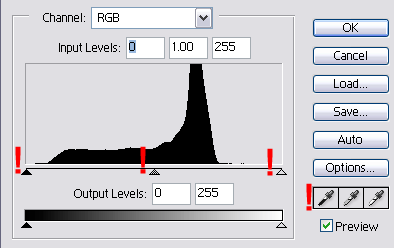 Channel: RGB
OK
Input Levels: 0 1.00 255
Cancel
Load...
Save...
Auto
Options...
! ! ! !
Output Levels: 0 255
Preview